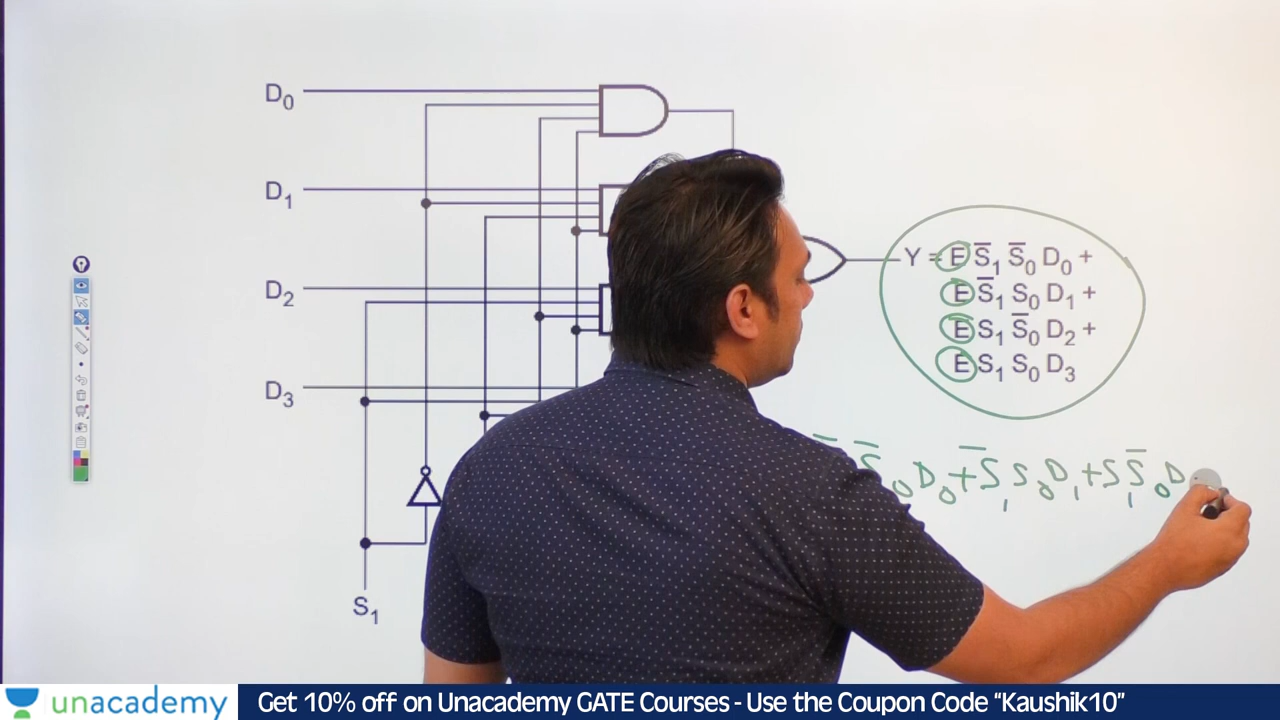 D₀
D₁
D₂
D₃
S₁
Y = E S̅₁ S̅₀ D₀ +
E S̅₁ S₀ D₁ +
E S₁ S̅₀ D₂ +
E S₁ S₀ D₃
S̅₀ D₀ + S̅₁ S₀ D₁ + S₁ S̅₀ D
unacademy
Get 10% off on Unacademy GATE Courses - Use the Coupon Code “Kaushik10”